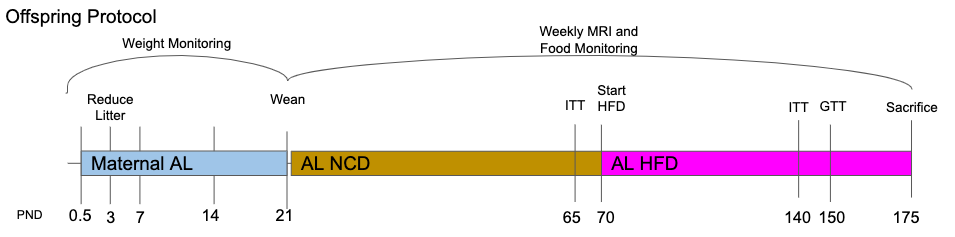 Offspring Protocol
Weight Monitoring
Weekly MRI and
Food Monitoring
Reduce
Litter
Wean
ITT
Start
HFD
ITT
GTT
Sacrifice
Maternal AL
AL NCD
AL HFD
PND
0.5
3
7
14
21
65
70
140
150
175